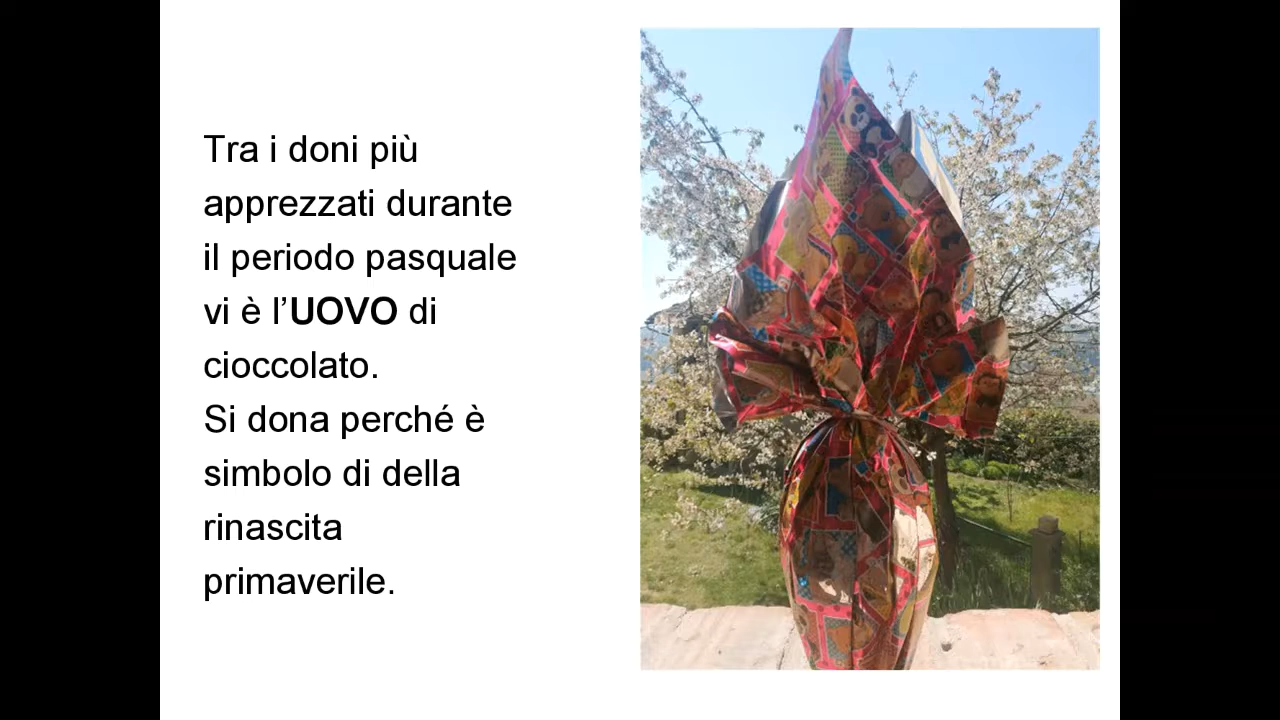 Tra i doni più
apprezzati durante
il periodo pasquale
vi è l’UOVO di
cioccolato.
Si dona perché è
simbolo di della
rinascita
primaverile.